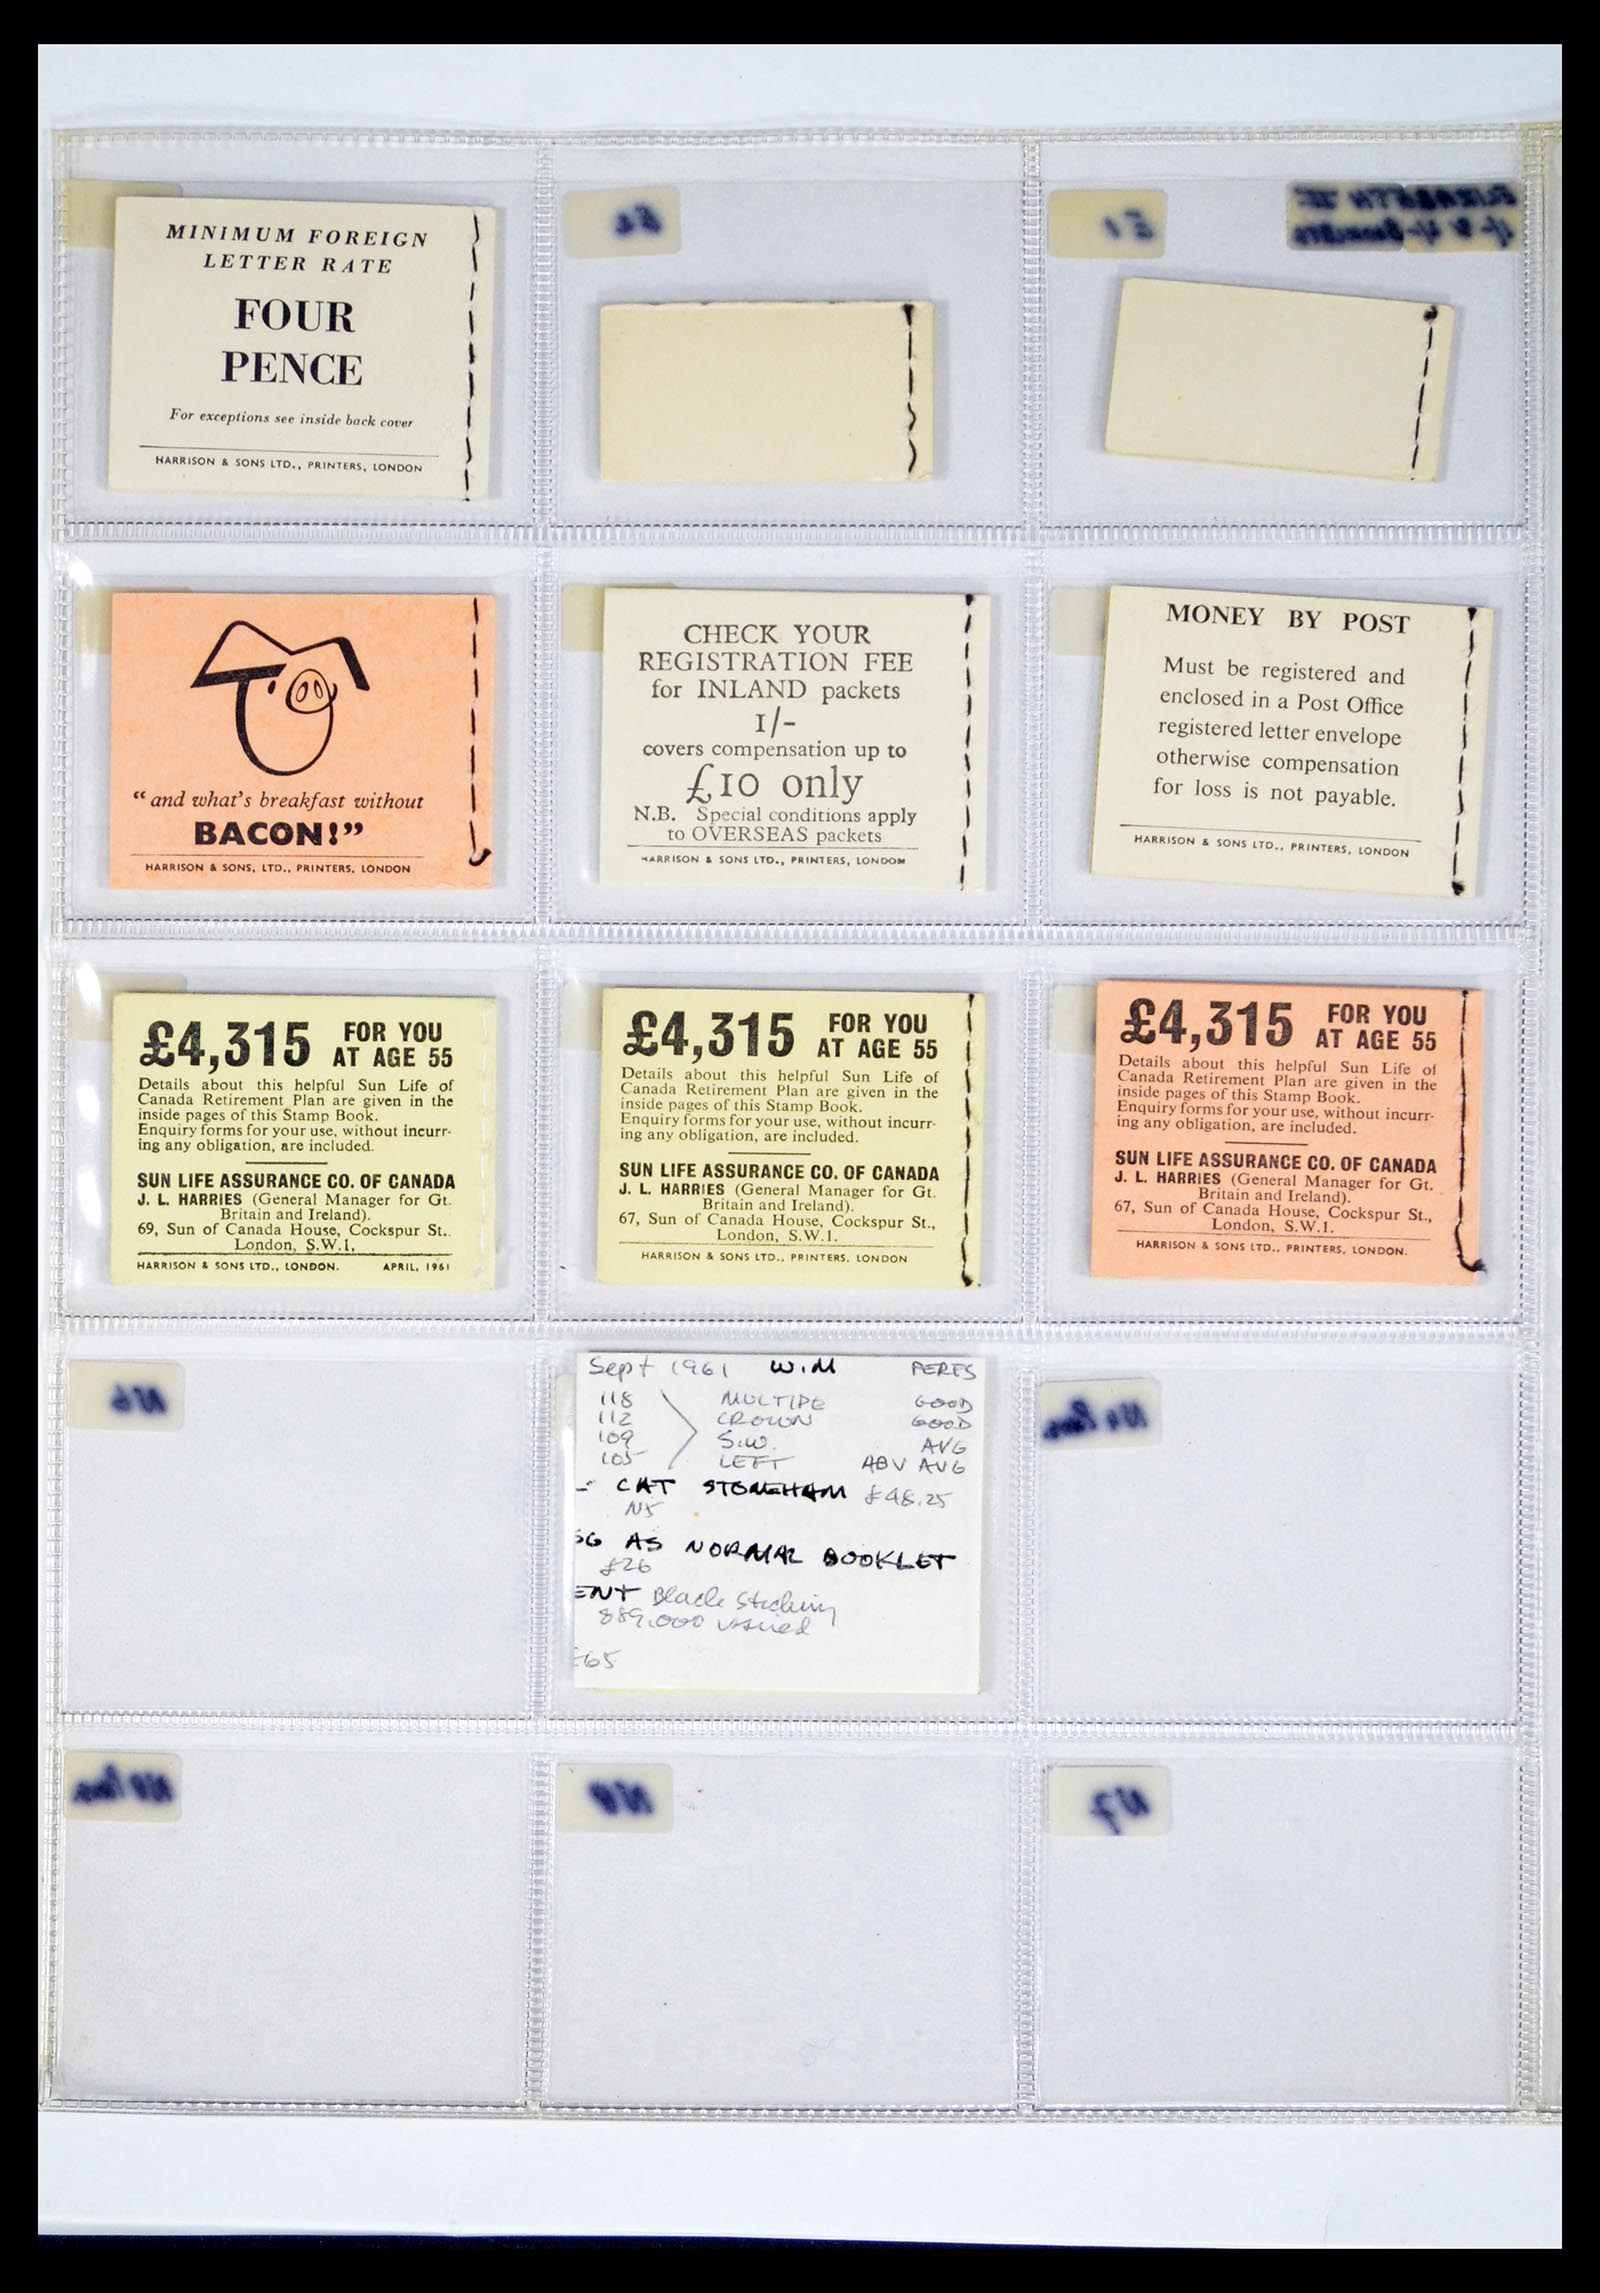 MINIMUM FOREIGN
LETTER RATE
FOUR
PENCE
For exceptions see inside back cover
HARRISON & SONS LTD., PRINTERS, LONDON
E2
E1
ELIZABETH II
"and what's breakfast without
BACON!"
HARRISON & SONS, LTD., PRINTERS, LONDON
CHECK YOUR
REGISTRATION FEE
for INLAND packets
1/-
covers compensation up to
£10 only
N.B. Special conditions apply
to OVERSEAS packets
HARRISON & SONS LTD., PRINTERS, LONDON
MONEY BY POST
Must be registered and
enclosed in a Post Office
registered letter envelope
otherwise compensation
for loss is not payable.
HARRISON & SONS LTD., PRINTERS, LONDON
£4,315 FOR YOU
AT AGE 55
Details about this helpful Sun Life of
Canada Retirement Plan are given in the
inside pages of this Stamp Book.
Enquiry forms for your use, without incurr-
ing any obligation, are included.
SUN LIFE ASSURANCE CO. OF CANADA
J. L. HARRIES (General Manager for Gt.
Britain and Ireland).
69, Sun of Canada House, Cockspur St..
London, S.W.1.
HARRISON & SONS LTD., LONDON. APRIL, 1961
£4,315 FOR YOU
AT AGE 55
Details about this helpful Sun Life of
Canada Retirement Plan are given in the
inside pages of this Stamp Book.
Enquiry forms for your use, without incurr-
ing any obligation, are included.
SUN LIFE ASSURANCE CO. OF CANADA
J. L. HARRIES (General Manager for Gt.
Britain and Ireland).
67, Sun of Canada House, Cockspur St.,
London, S.W.1.
HARRISON & SONS LTD., PRINTERS, LONDON
£4,315 FOR YOU
AT AGE 55
Details about this helpful Sun Life of
Canada Retirement Plan are given in the
inside pages of this Stamp Book.
Enquiry forms for your use, without incurr-
ing any obligation, are included.
SUN LIFE ASSURANCE CO. OF CANADA
J. L. HARRIES (General Manager for Gt.
Britain and Ireland).
67, Sun of Canada House, Cockspur St.,
London, S.W.1.
HARRISON & SONS LTD., PRINTERS, LONDON.
N6
Sept 1961 W.M PERFS
118 MULTIPE GOOD
112 CROWN GOOD
109 S.W. AVG
105 LEFT ABV AVG
CAT STONEHAM £48.25
N5
SG AS NORMAL BOOKLET
£26
ENT Black Stiching
889,000 issued
£65
N8
N7